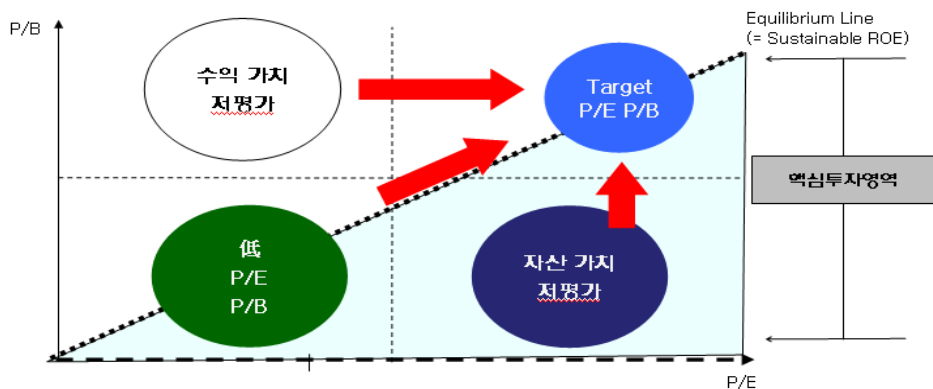 P/B
Equilibrium Line
(= Sustainable ROE)
수익 가치
저평가
Target
P/E P/B
핵심투자영역
低
P/E
P/B
자산 가치
저평가
P/E